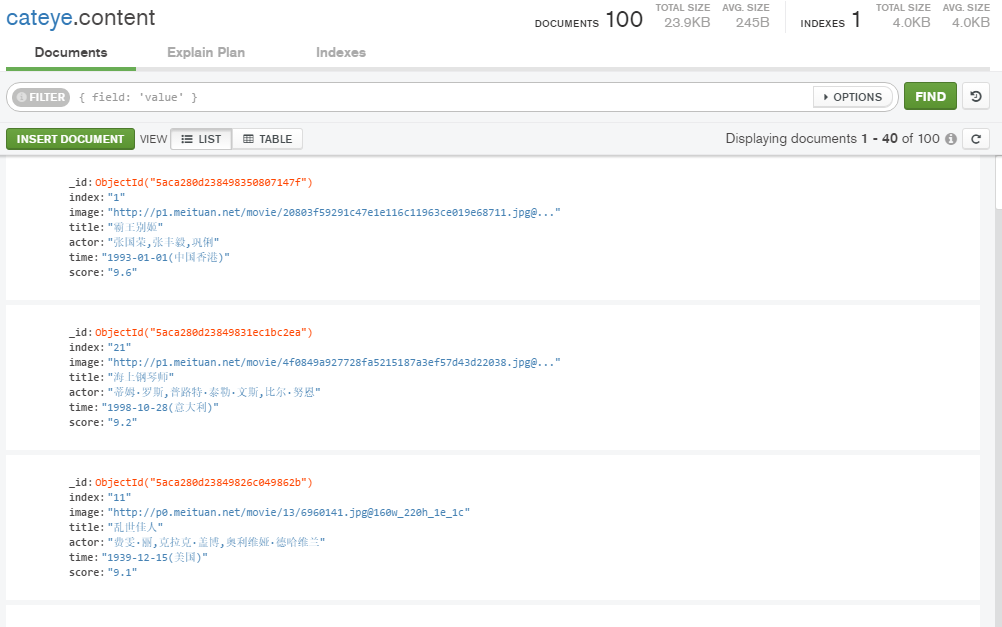 cateye.content
DOCUMENTS 100 TOTAL SIZE 23.9KB AVG. SIZE 245B INDEXES 1 TOTAL SIZE 4.0KB AVG. SIZE 4.0KB
Documents Explain Plan Indexes
FILTER { field: 'value' } OPTIONS FIND
INSERT DOCUMENT VIEW LIST TABLE Displaying documents 1 - 40 of 100
_id: ObjectId("5aca280d238498350807147f")
index: "1"
image: "http://p1.meituan.net/movie/20803f59291c47e1e116c11963ce019e68711.jpg@..."
title: "霸王别姬"
actor: "张国荣,张丰毅,巩俐"
time: "1993-01-01(中国香港)"
score: "9.6"
_id: ObjectId("5aca280d23849831ec1bc2ea")
index: "21"
image: "http://p1.meituan.net/movie/4f0849a927728fa5215187a3ef57d43d22038.jpg@..."
title: "海上钢琴师"
actor: "蒂姆·罗斯,普路特·泰勒·文斯,比尔·努恩"
time: "1998-10-28(意大利)"
score: "9.2"
_id: ObjectId("5aca280d23849826c049862b")
index: "11"
image: "http://p0.meituan.net/movie/13/6960141.jpg@160w_220h_1e_1c"
title: "乱世佳人"
actor: "费雯·丽,克拉克·盖博,奥利维娅·德哈维兰"
time: "1939-12-15(美国)"
score: "9.1"